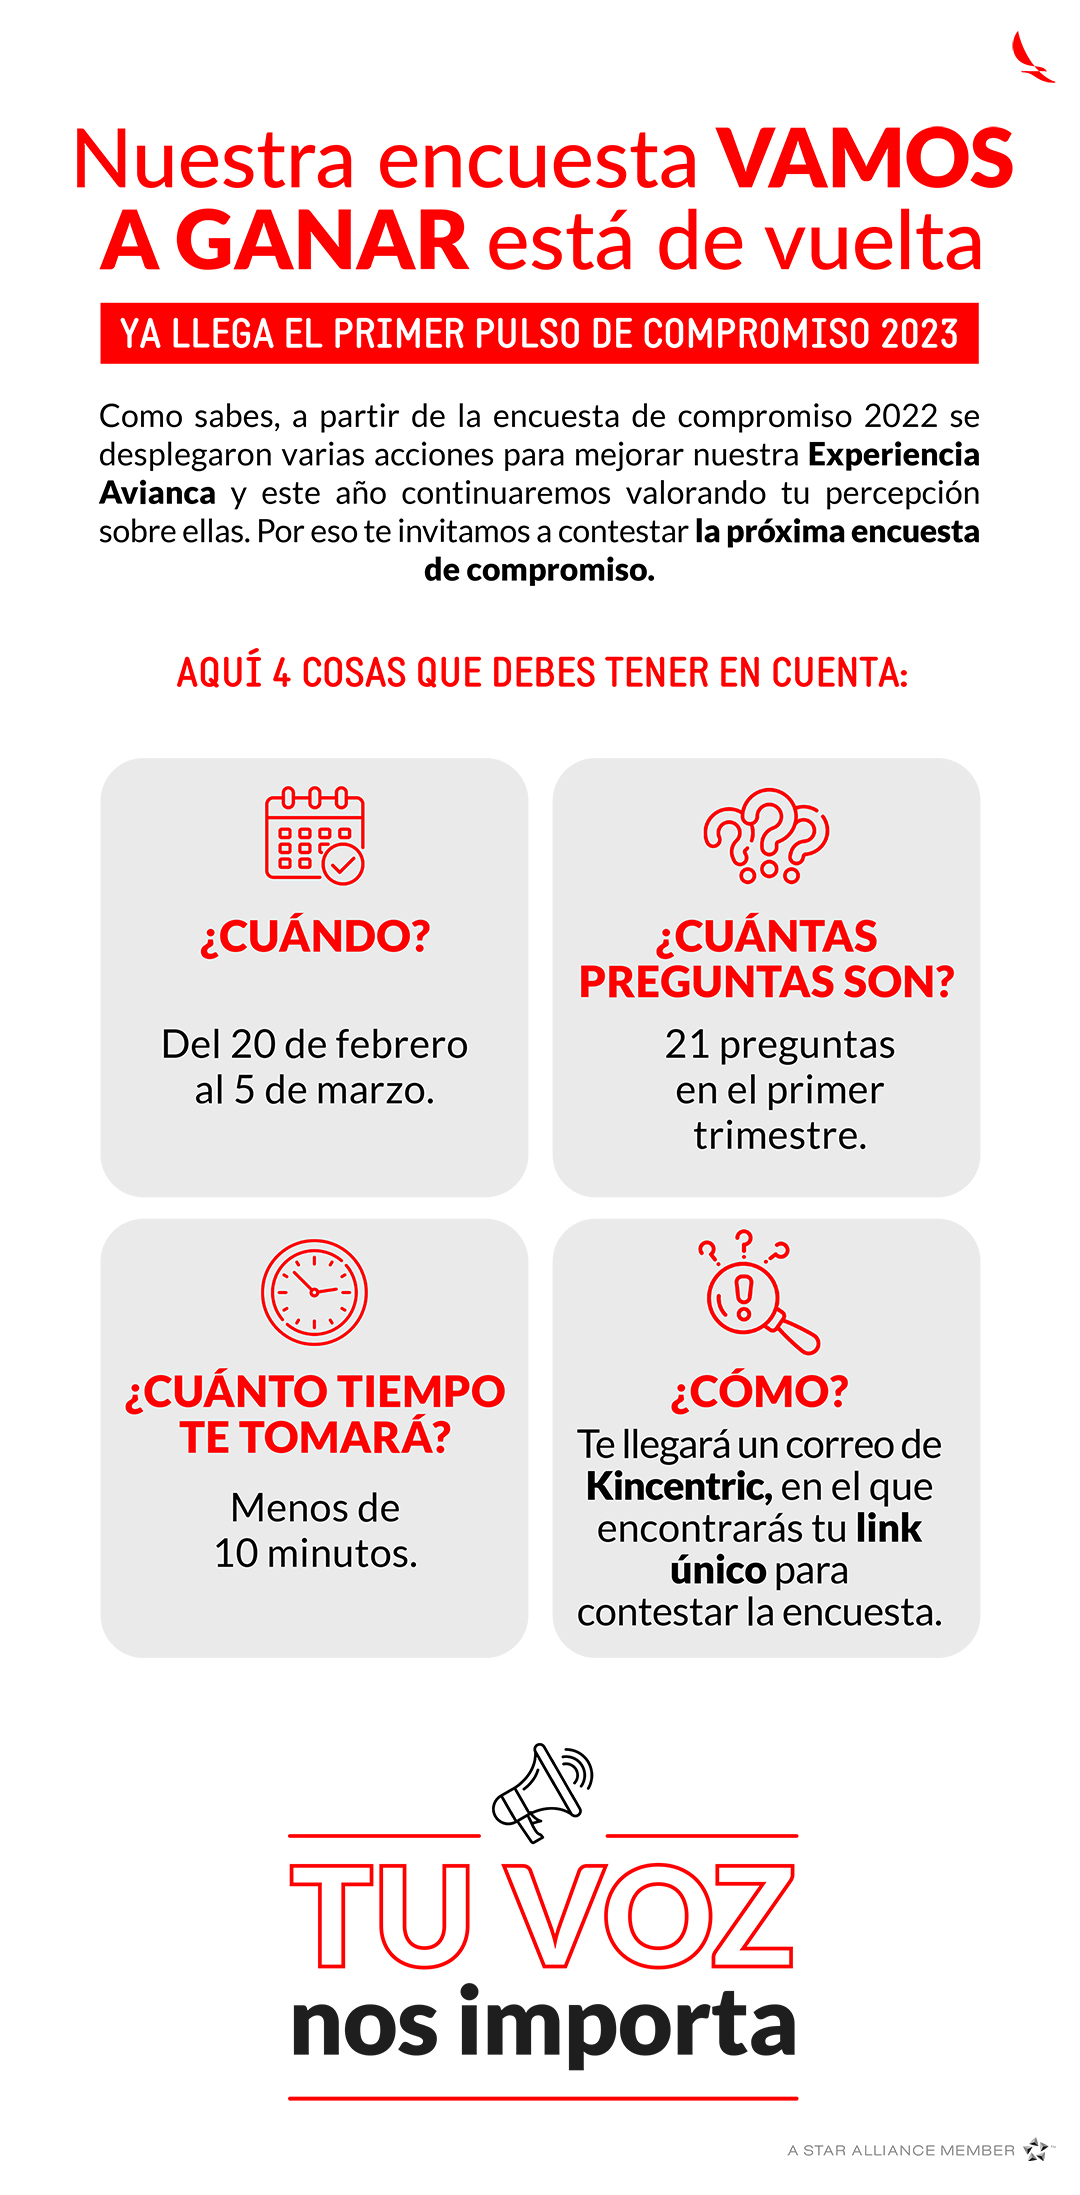 Nuestra encuesta VAMOS
A GANAR está de vuelta
YA LLEGA EL PRIMER PULSO DE COMPROMISO 2023
Como sabes, a partir de la encuesta de compromiso 2022 se
desplegaron varias acciones para mejorar nuestra Experiencia
Avianca y este año continuaremos valorando tu percepción
sobre ellas. Por eso te invitamos a contestar la próxima encuesta
de compromiso.
AQUÍ 4 COSAS QUE DEBES TENER EN CUENTA:
¿CUÁNDO?
Del 20 de febrero
al 5 de marzo.
¿CUÁNTAS
PREGUNTAS SON?
21 preguntas
en el primer
trimestre.
¿CUÁNTO TIEMPO
TE TOMARÁ?
Menos de
10 minutos.
¿CÓMO?
Te llegará un correo de
Kincentric, en el que
encontrarás tu link
único para
contestar la encuesta.
TU VOZ
nos importa
A STAR ALLIANCE MEMBER